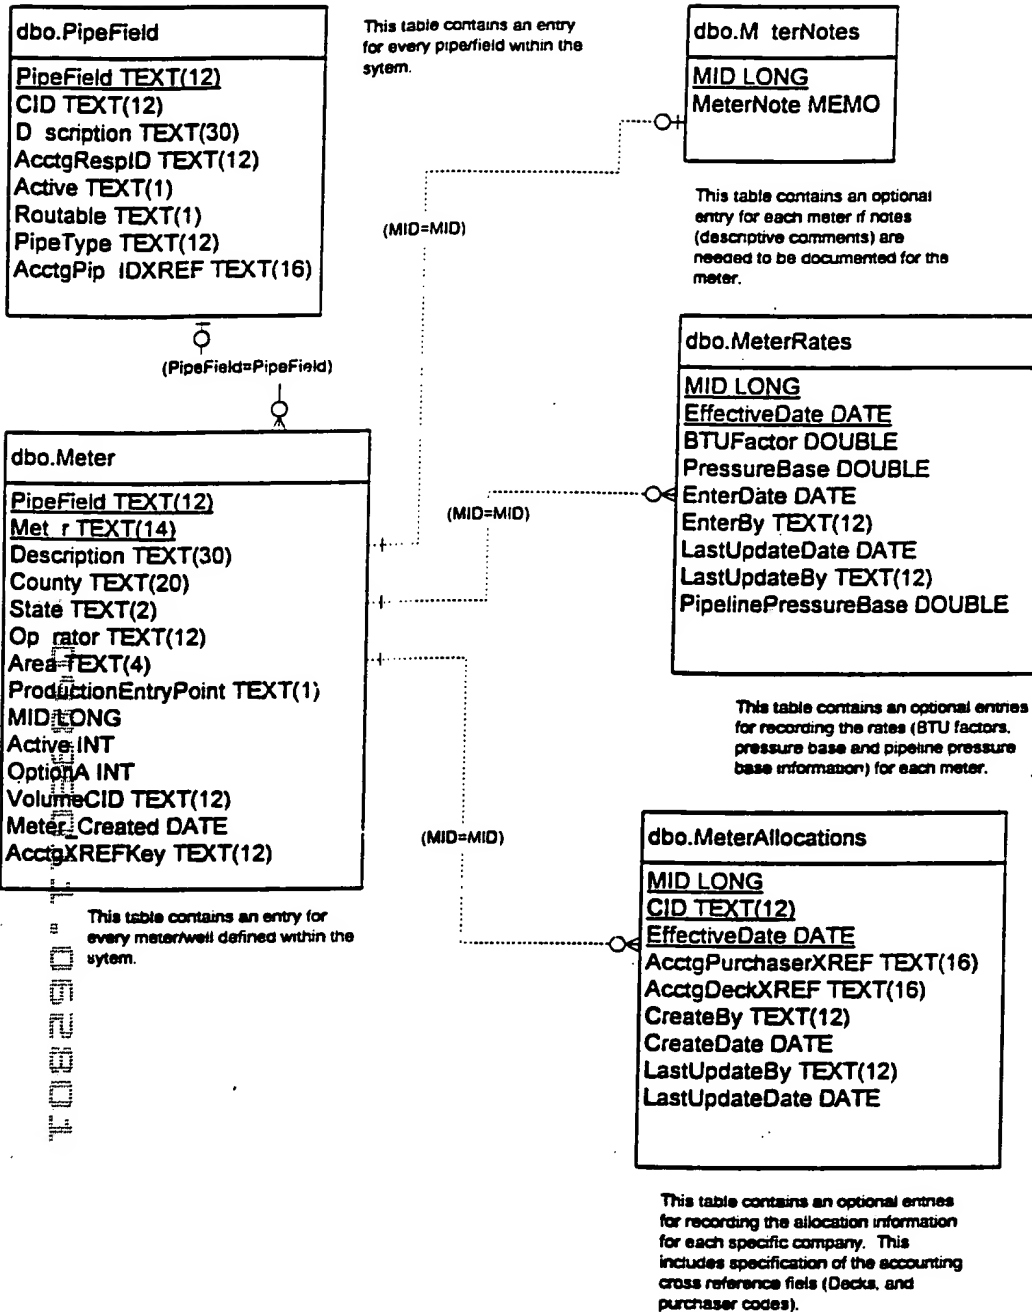 dbo.PipeField
PipeField TEXT(12)
CID TEXT(12)
D scription TEXT(30)
AcctgRespID TEXT(12)
Active TEXT(1)
Routable TEXT(1)
PipeType TEXT(12)
AcctgPip IDXREF TEXT(16)
This table contains an entry
for every pipe/field within the
sytem.
dbo.M terNotes
MID LONG
MeterNote MEMO
This table contains an optional
entry for each meter if notes
(descriptive comments) are
needed to be documented for the
meter.
(MID=MID)
(PipeField=PipeField)
dbo.MeterRates
MID LONG
EffectiveDate DATE
BTUFactor DOUBLE
PressureBase DOUBLE
EnterDate DATE
EnterBy TEXT(12)
LastUpdateDate DATE
LastUpdateBy TEXT(12)
PipelinePressureBase DOUBLE
This table contains an optional entries
for recording the rates (BTU factors,
pressure base and pipeline pressure
base information) for each meter.
dbo.Meter
PipeField TEXT(12)
Met r TEXT(14)
Description TEXT(30)
County TEXT(20)
State TEXT(2)
Op rator TEXT(12)
Area TEXT(4)
ProductionEntryPoint TEXT(1)
MID LONG
Active INT
OptionA INT
VolumeCID TEXT(12)
Meter_Created DATE
AcctgXREFKey TEXT(12)
This table contains an entry for
every meter/well defined within the
sytem.
(MID=MID)
(MID=MID)
dbo.MeterAllocations
MID LONG
CID TEXT(12)
EffectiveDate DATE
AcctgPurchaserXREF TEXT(16)
AcctgDeckXREF TEXT(16)
CreateBy TEXT(12)
CreateDate DATE
LastUpdateBy TEXT(12)
LastUpdateDate DATE
This table contains an optional entries
for recording the allocation information
for each specific company. This
includes specification of the accounting
cross reference fiels (Decks, and
purchaser codes).